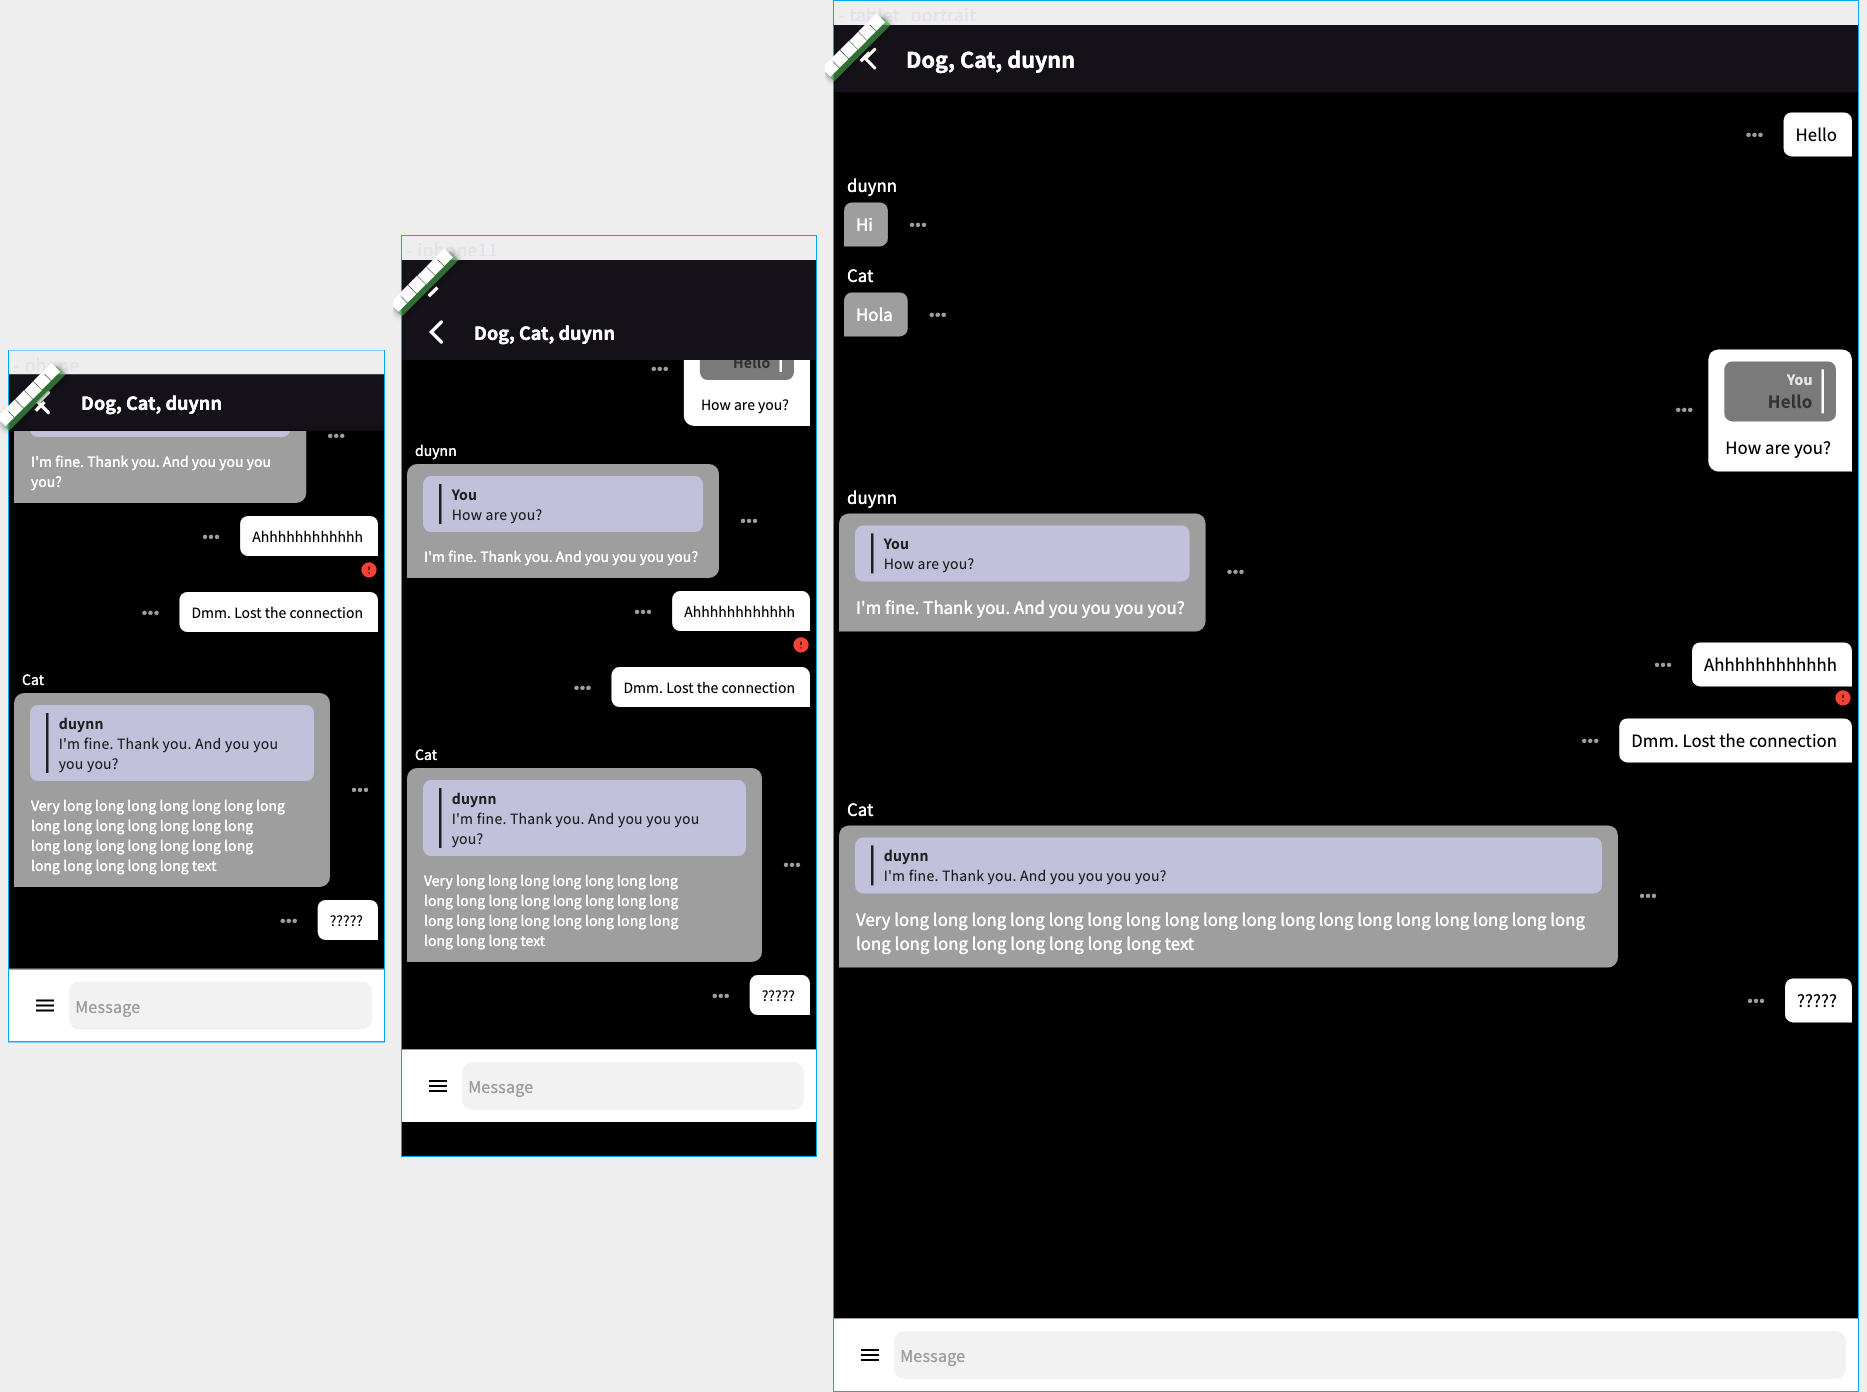 Dog, Cat, duynn
I'm fine. Thank you. And you you you
you?
Ahhhhhhhhhhhh
Dmm. Lost the connection
Cat
duynn
I'm fine. Thank you. And you you
you you?
Very long long long long long long long
long long long long long long long
long long long long long long long
long long long long long text
?????
Message
- iphone11
Dog, Cat, duynn
Hello
How are you?
duynn
You
How are you?
I'm fine. Thank you. And you you you you?
Ahhhhhhhhhhhh
Dmm. Lost the connection
Cat
duynn
I'm fine. Thank you. And you you you
you?
Very long long long long long long long
long long long long long long long long
long long long long long long long long
long long long text
?????
Message
- tablet_portrait
Dog, Cat, duynn
Hello
duynn
Hi
Cat
Hola
You
Hello
How are you?
duynn
You
How are you?
I'm fine. Thank you. And you you you you?
Ahhhhhhhhhhhh
Dmm. Lost the connection
Cat
duynn
I'm fine. Thank you. And you you you you?
Very long long long long long long long long long long long long long long long long long long
long long long long long long long long text
?????
Message